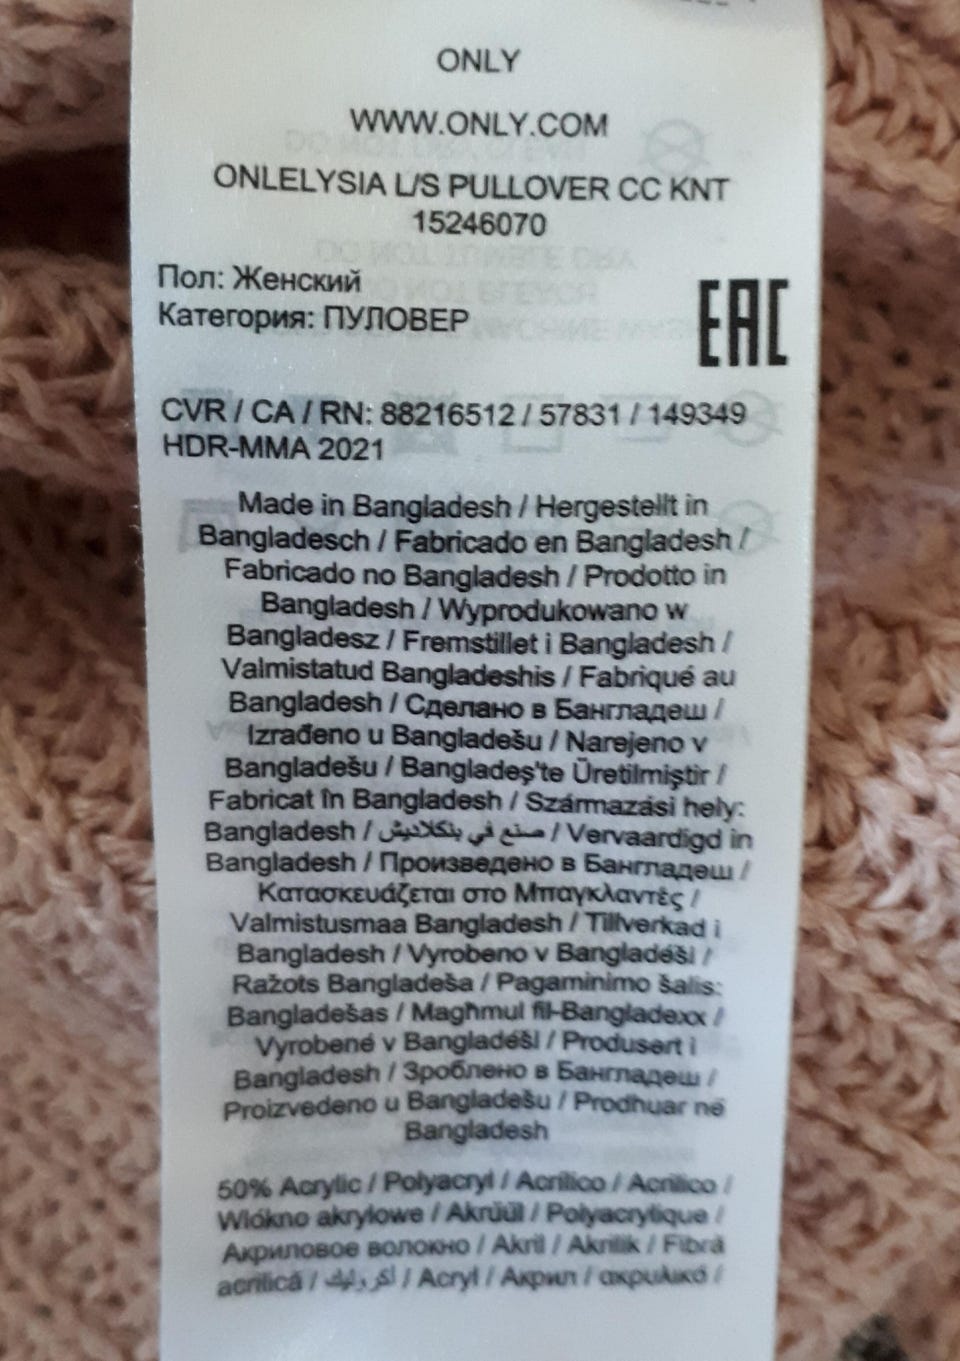 ONLY
WWW.ONLY.COM
ONLELYSIA L/S PULLOVER CC KNT
15246070
Пол: Женский
Категория: ПУЛОВЕР
EAC
CVR / CA / RN: 88216512 / 57831 / 149349
HDR-MMA 2021
Made in Bangladesh / Hergestellt in
Bangladesch / Fabricado en Bangladesh /
Fabricado no Bangladesh / Prodotto in
Bangladesh / Wyprodukowano w
Bangladesz / Fremstillet i Bangladesh /
Valmistatud Bangladeshis / Fabriqué au
Bangladesh / Сделано в Бангладеш /
Izrađeno u Bangladešu / Narejeno v
Bangladešu / Bangladeş'te Üretilmiştir /
Fabricat în Bangladesh / Származási hely:
Bangladesh / صنع في بنكلاديش / Vervaardigd in
Bangladesh / Произведено в Бангладеш /
Κατασκευάζεται στο Μπαγκλαντές /
Valmistusmaa Bangladesh / Tillverkad i
Bangladesh / Vyrobeno v Bangladéši /
Ražots Bangladeša / Pagaminimo šalis:
Bangladešas / Magħmul fil-Bangladexx /
Vyrobené v Bangladéši / Produsert i
Bangladesh / Зроблено в Бангладеш /
Proizvedeno u Bangladešu / Prodhuar në
Bangladesh
50% Acrylic / Polyacryl / Acrílico / Acrilico /
Włókno akrylowe / Akrüül / Polyacrylique /
Акриловое волокно / Akril / Akrilik / Fibră
acrilică / أكريليك / Acryl / Акрил / ακρυλικό /